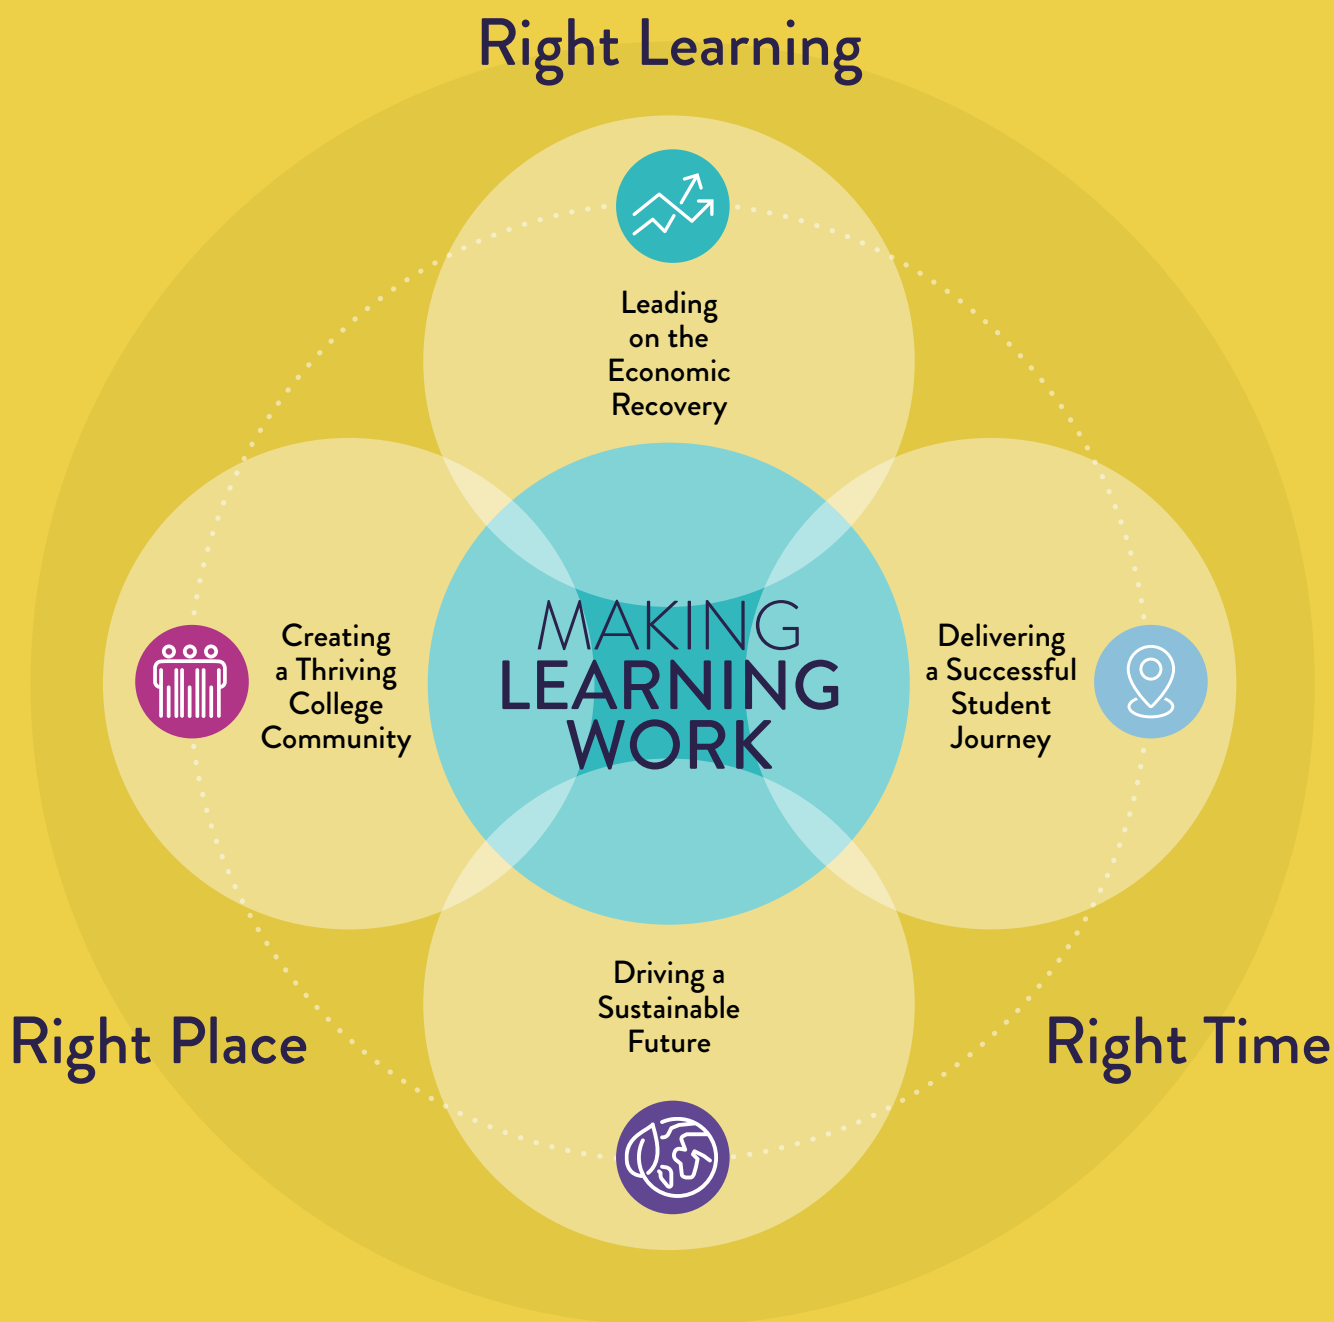 Right Learning
Leading
on the
Economic
Recovery
Creating
a Thriving
College
Community
MAKING
LEARNING
WORK
Delivering
a Successful
Student
Journey
Driving a
Sustainable
Future
Right Place
Right Time